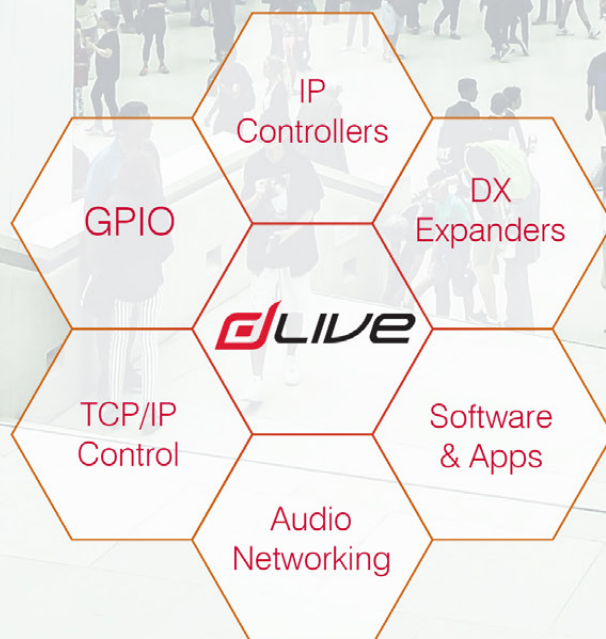 IP
Controllers
GPIO
DX
Expanders
dLIVe
TCP/IP
Control
Software
& Apps
Audio
Networking